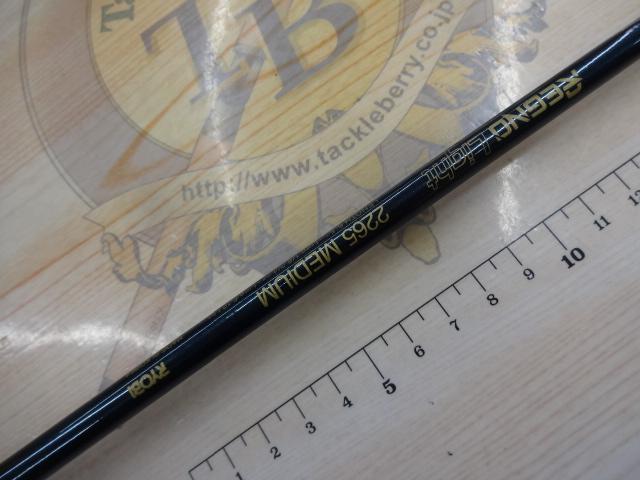 TB
http://www.tackleberry.co.jp
REGNO Light
2265 MEDIUM
RYOBI
1 2 3 4 5 6 7 8 9 10 11